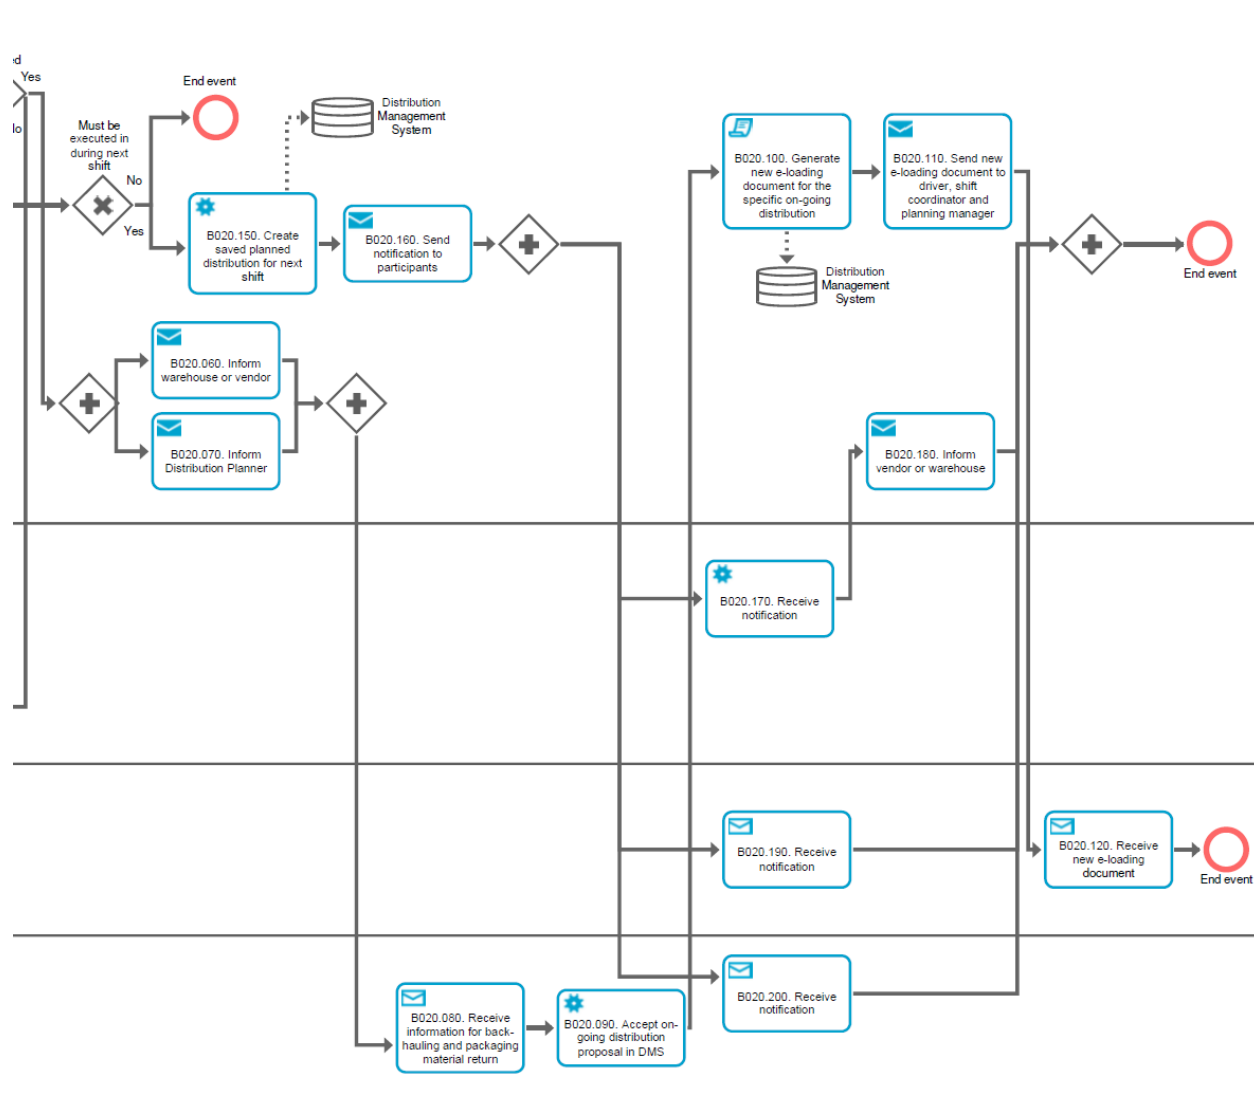 Yes
End event
Distribution
Management
System
Must be
executed in
during next
shift
No
Yes
B020.150. Create
saved planned
distribution for next
shift
B020.160. Send
notification to
participants
B020.100. Generate
new e-loading
document for the
specific on-going
distribution
B020.110. Send new
e-loading document to
driver, shift
coordinator and
planning manager
Distribution
Management
System
End event
B020.060. Inform
warehouse or vendor
B020.070. Inform
Distribution Planner
B020.180. Inform
vendor or warehouse
B020.170. Receive
notification
B020.190. Receive
notification
B020.120. Receive
new e-loading
document
End event
B020.200. Receive
notification
B020.080. Receive
information for back-
hauling and packaging
material return
B020.090. Accept on-
going distribution
proposal in DMS